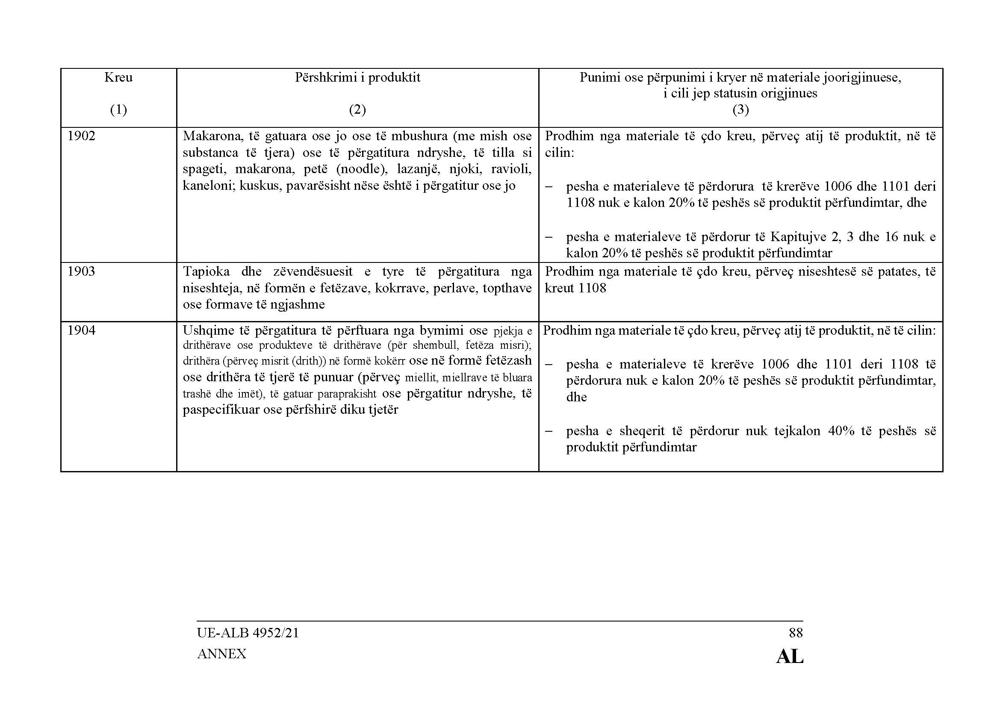 Kreu
(1)
Përshkrimi i produktit
(2)
Punimi ose përpunimi i kryer në materiale joorigjinuese,
i cili jep statusin origjinues
(3)
1902
Makarona, të gatuara ose jo ose të mbushura (me mish ose
substanca të tjera) ose të përgatitura ndryshe, të tilla si
spageti, makarona, petë (noodle), lazanjë, njoki, ravioli,
kaneloni; kuskus, pavarësisht nëse është i përgatitur ose jo
Prodhim nga materiale të çdo kreu, përveç atij të produktit, në të
cilin:
– pesha e materialeve të përdorura të krerëve 1006 dhe 1101 deri
1108 nuk e kalon 20% të peshës së produktit përfundimtar, dhe
– pesha e materialeve të përdorur të Kapitujve 2, 3 dhe 16 nuk e
kalon 20% të peshës së produktit përfundimtar
1903
Tapioka dhe zëvendësuesit e tyre të përgatitura nga
niseshteja, në formën e fetëzave, kokrrave, perlave, topthave
ose formave të ngjashme
Prodhim nga materiale të çdo kreu, përveç niseshtesë së patates, të
kreut 1108
1904
Ushqime të përgatitura të përftuara nga bymimi ose pjekja e
drithërave ose produkteve të drithërave (për shembull, fetëza misri);
drithëra (përveç misrit (drith)) në formë kokërr ose në formë fetëzash
ose drithëra të tjerë të punuar (përveç miellit, miellrave të bluara
trashë dhe imët), të gatuar paraprakisht ose përgatitur ndryshe, të
paspecifikuar ose përfshirë diku tjetër
Prodhim nga materiale të çdo kreu, përveç atij të produktit, në të cilin:
– pesha e materialeve të krerëve 1006 dhe 1101 deri 1108 të
përdorura nuk e kalon 20% të peshës së produktit përfundimtar,
dhe
– pesha e sheqerit të përdorur nuk tejkalon 40% të peshës së
produktit përfundimtar
UE-ALB 4952/21 88
ANNEX AL